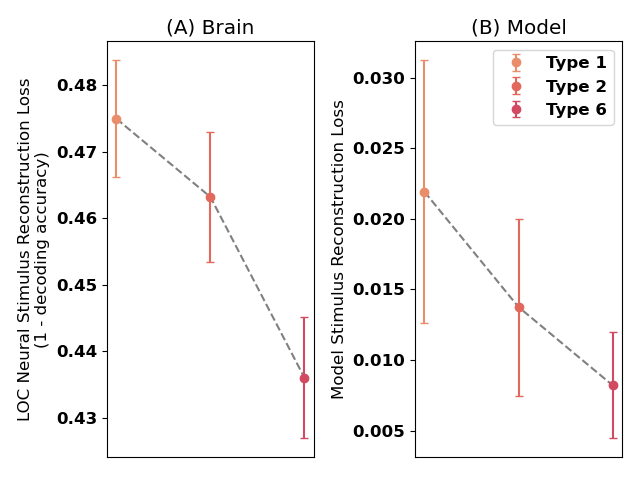 (A) Brain
LOC Neural Stimulus Reconstruction Loss
(1 - decoding accuracy)
0.48
0.47
0.46
0.45
0.44
0.43
(B) Model
Model Stimulus Reconstruction Loss
0.030
0.025
0.020
0.015
0.010
0.005
Type 1
Type 2
Type 6